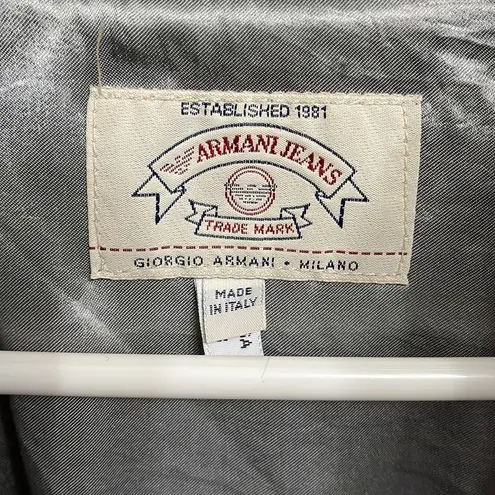 ESTABLISHED 1981
ARMANI JEANS
TRADE MARK
GIORGIO ARMANI • MILANO
MADE
IN ITALY